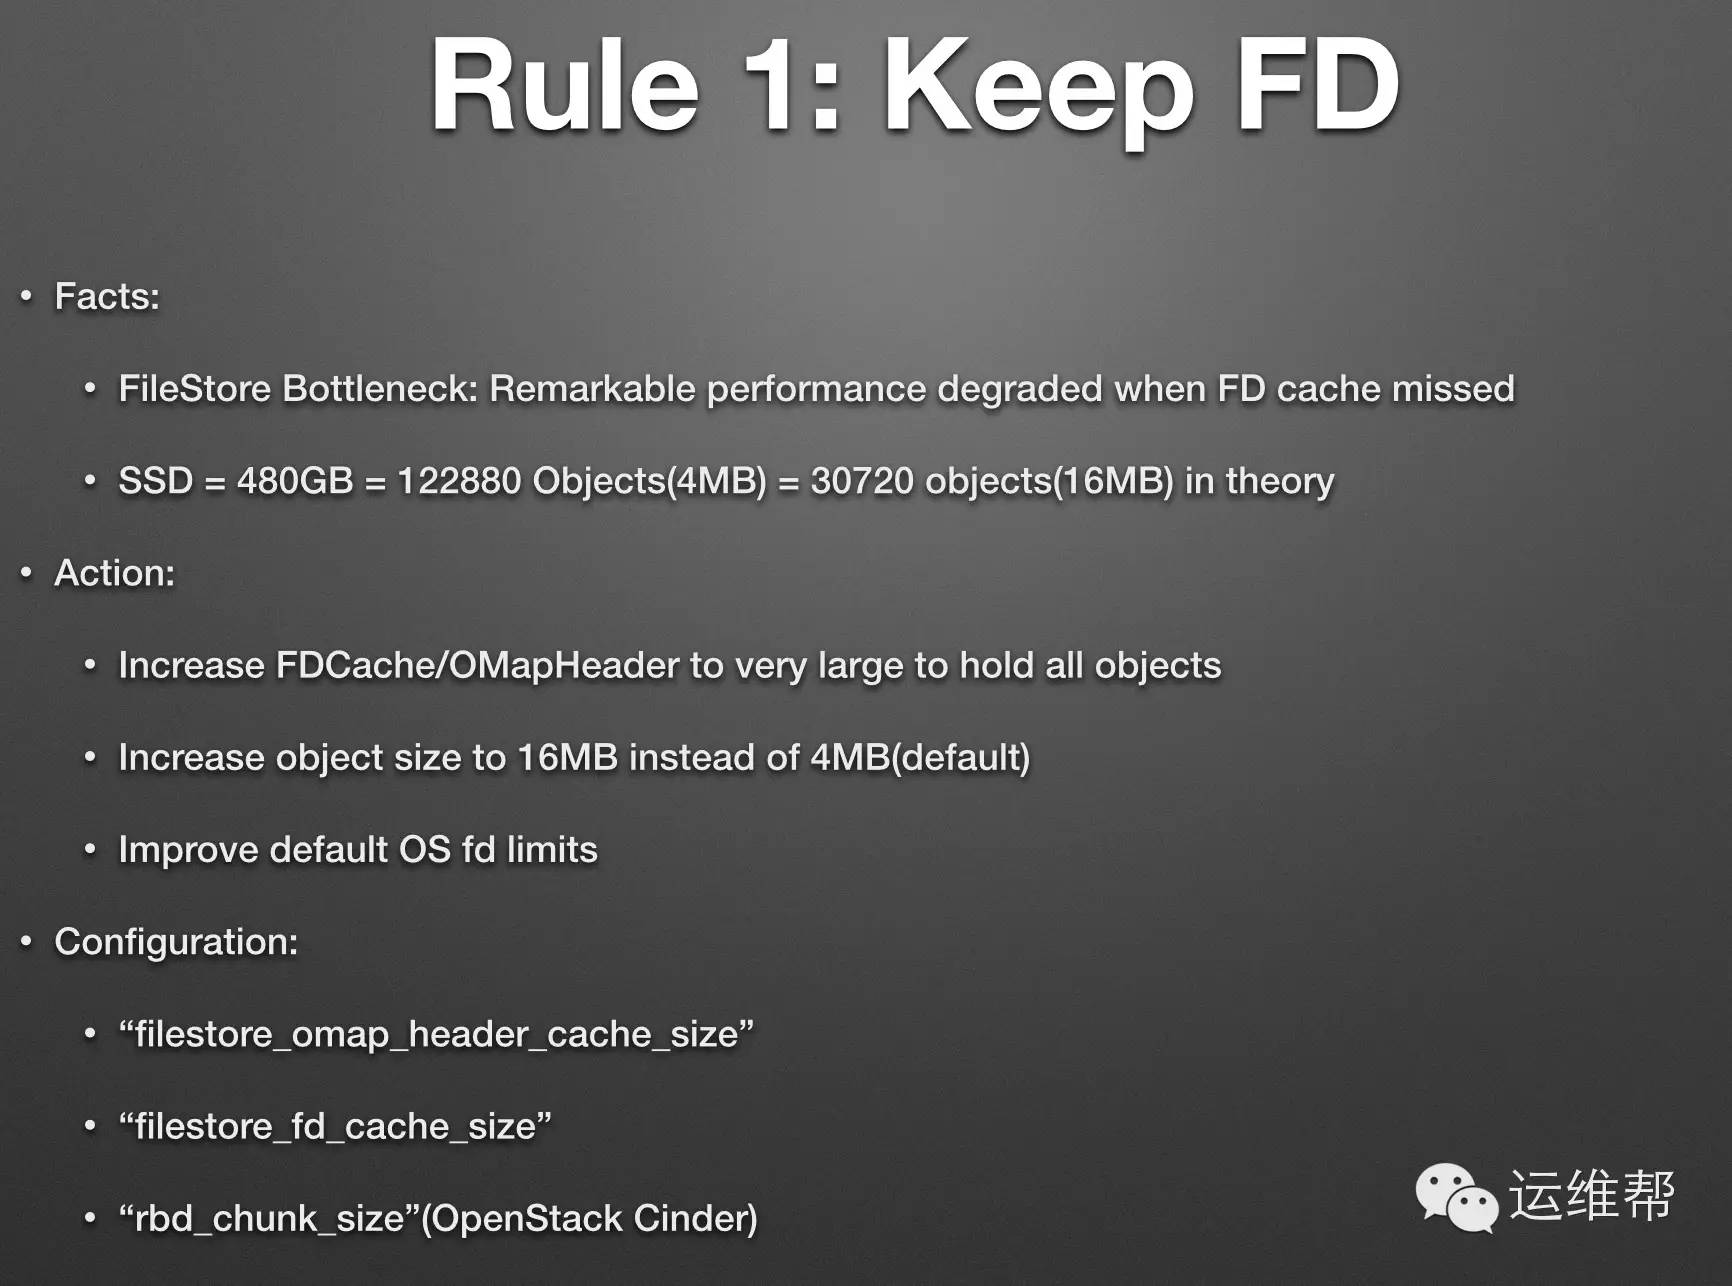 Rule 1: Keep FD
• Facts:
• FileStore Bottleneck: Remarkable performance degraded when FD cache missed
• SSD = 480GB = 122880 Objects(4MB) = 30720 objects(16MB) in theory
• Action:
• Increase FDCache/OMapHeader to very large to hold all objects
• Increase object size to 16MB instead of 4MB(default)
• Improve default OS fd limits
• Configuration:
• “filestore_omap_header_cache_size”
• “filestore_fd_cache_size”
• “rbd_chunk_size”(OpenStack Cinder)
运维帮